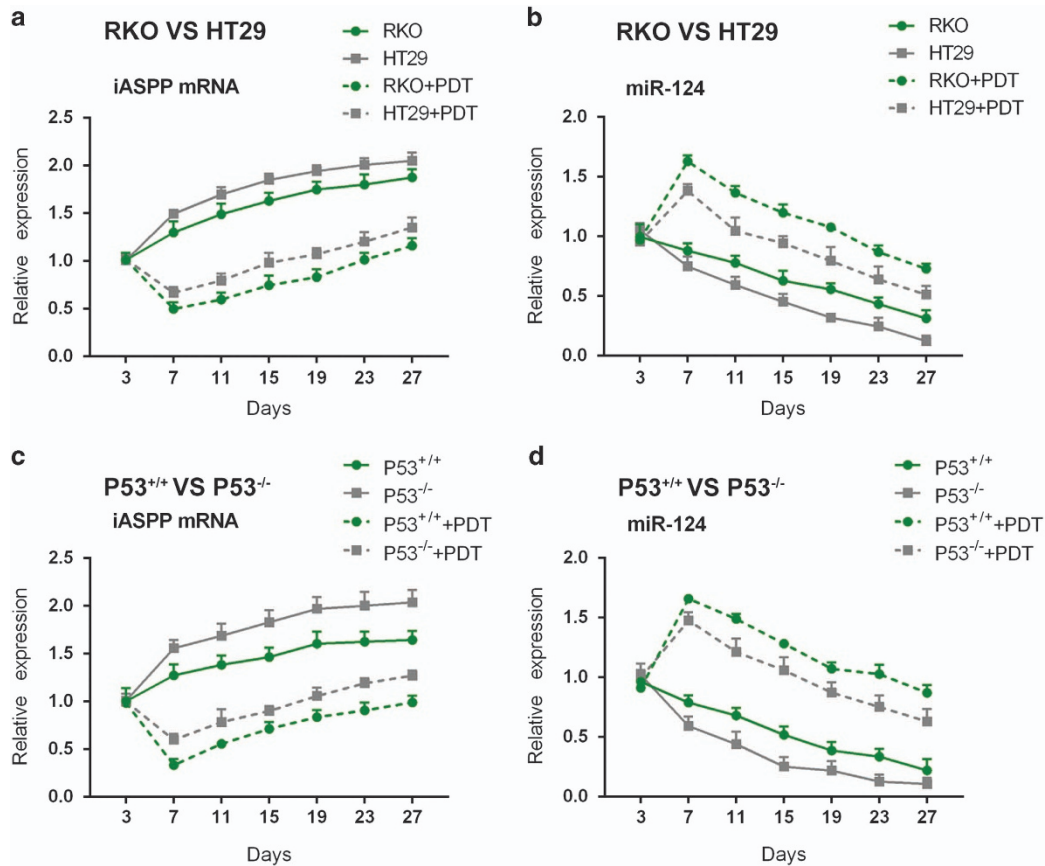 a
RKO VS HT29
iASPP mRNA
RKO
HT29
RKO+PDT
HT29+PDT
Relative expression
2.5
2.0
1.5
1.0
0.5
0.0
3 7 11 15 19 23 27
Days
b
RKO VS HT29
miR-124
RKO
HT29
RKO+PDT
HT29+PDT
Relative expression
2.0
1.5
1.0
0.5
0.0
3 7 11 15 19 23 27
Days
c
P53+/+ VS P53-/-
iASPP mRNA
P53+/+
P53-/-
P53+/+ +PDT
P53-/-+PDT
Relative expression
2.5
2.0
1.5
1.0
0.5
0.0
3 7 11 15 19 23 27
Days
d
P53+/+ VS P53-/-
miR-124
P53+/+
P53-/-
P53+/+ +PDT
P53-/-+PDT
Relative expression
2.0
1.5
1.0
0.5
0.0
3 7 11 15 19 23 27
Days